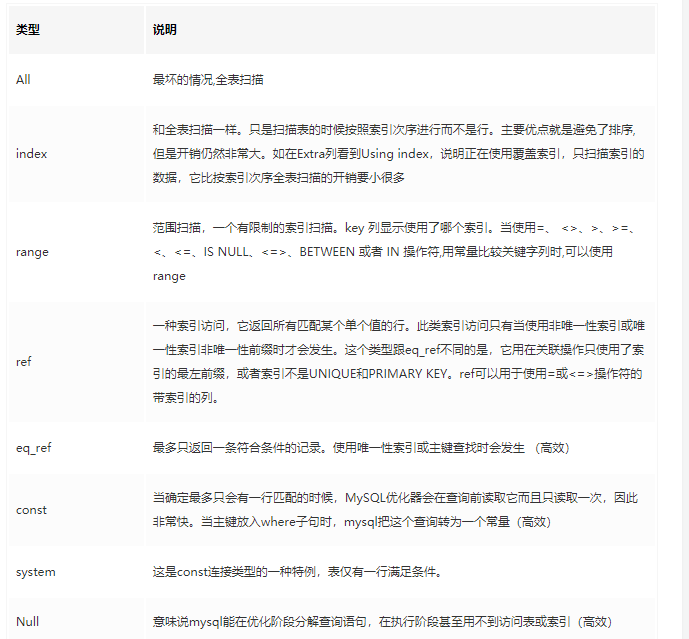 类型 说明
All 最坏的情况,全表扫描
和全表扫描一样。只是扫描表的时候按照索引次序进行而不是行。主要优点就是避免了排序,
index 但是开销仍然非常大。如在Extra列看到Using index，说明正在使用覆盖索引，只扫描索引的
数据，它比按索引次序全表扫描的开销要小很多
范围扫描，一个有限制的索引扫描。key 列显示使用了哪个索引。当使用=、 <>、>、>=、
range <、<=、IS NULL、<=>、BETWEEN 或者 IN 操作符,用常量比较关键字列时,可以使用
range
一种索引访问，它返回所有匹配某个单个值的行。此类索引访问只有当使用非唯一性索引或唯
一性索引非唯一性前缀时才会发生。这个类型跟eq_ref不同的是，它用在关联操作只使用了索
ref 引的最左前缀，或者索引不是UNIQUE和PRIMARY KEY。ref可以用于使用=或<=>操作符的
带索引的列。
eq_ref 最多只返回一条符合条件的记录。使用唯一性索引或主键查找时会发生 （高效）
当确定最多只会有一行匹配的时候，MySQL优化器会在查询前读取它而且只读取一次，因此
const 非常快。当主键放入where子句时，mysql把这个查询转为一个常量（高效）
system 这是const连接类型的一种特例，表仅有一行满足条件。
Null 意味说mysql能在优化阶段分解查询语句，在执行阶段甚至用不到访问表或索引（高效）